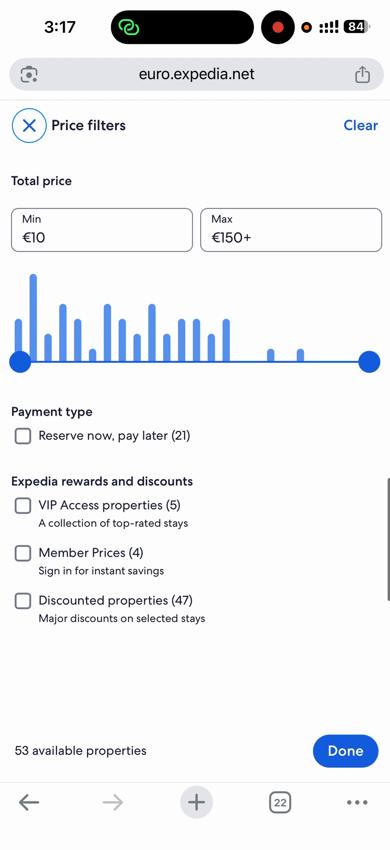 3:17
84
euro.expedia.net
Price filters
Clear
Total price
Min
€10
Max
€150+
Payment type
Reserve now, pay later (21)
Expedia rewards and discounts
VIP Access properties (5)
A collection of top-rated stays
Member Prices (4)
Sign in for instant savings
Discounted properties (47)
Major discounts on selected stays
53 available properties
Done
22